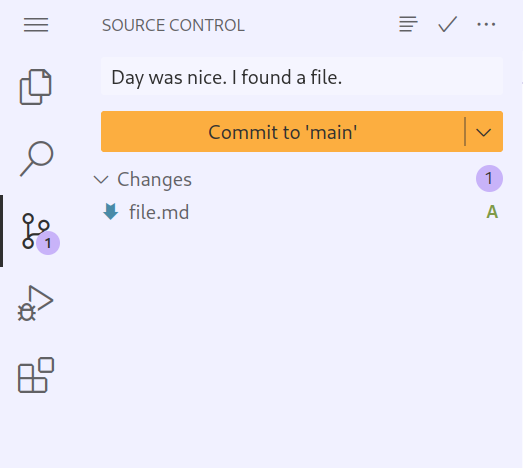 SOURCE CONTROL
Day was nice. I found a file.
Commit to 'main'
Changes 1
file.md A
1